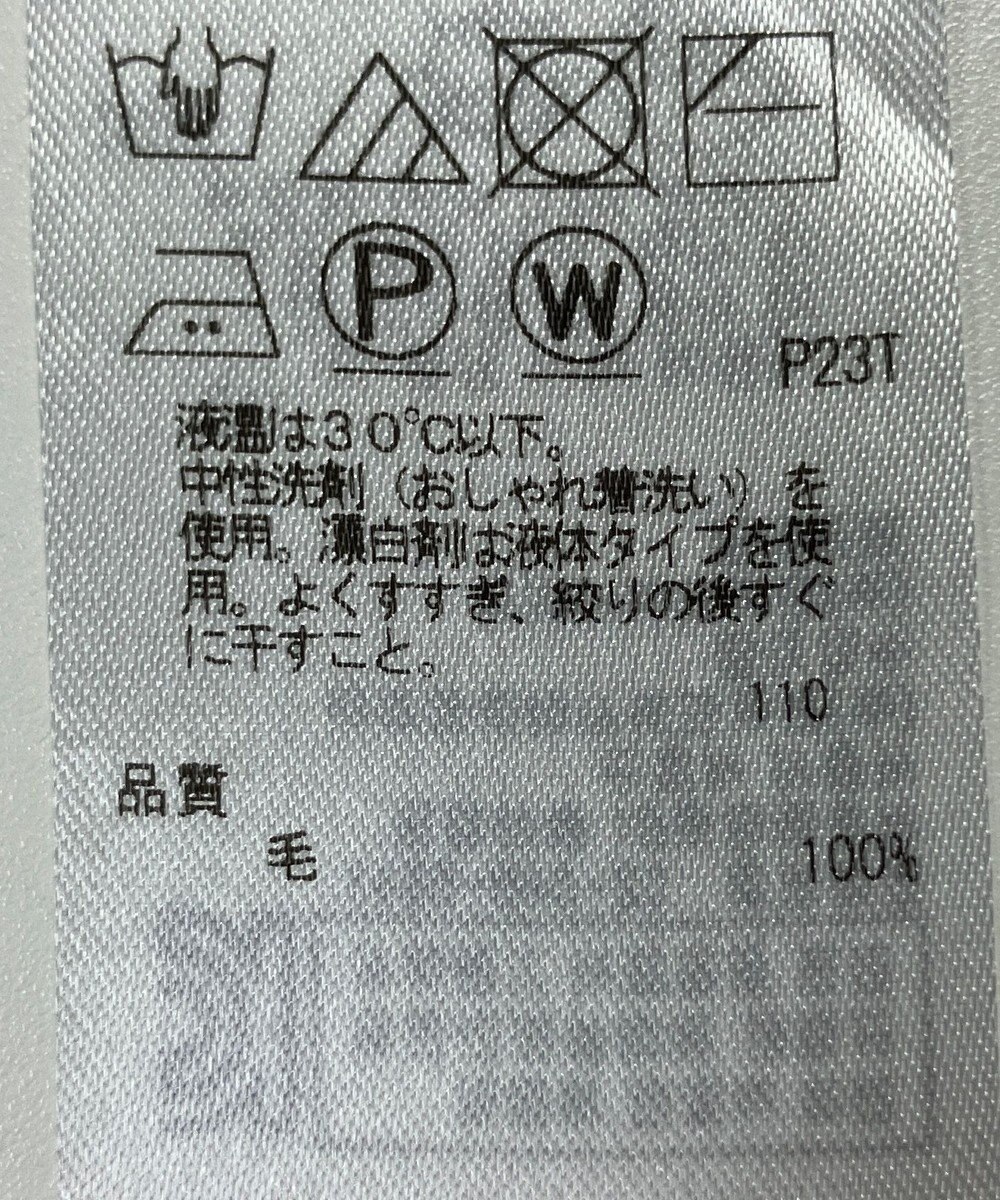 P W
P23T
液温は30℃以下。
中性洗剤（おしゃれ着洗い）を
使用。漂白剤は液体タイプを使
用。よくすすぎ、絞りの後すぐ
に干すこと。
110
品質
毛 100%